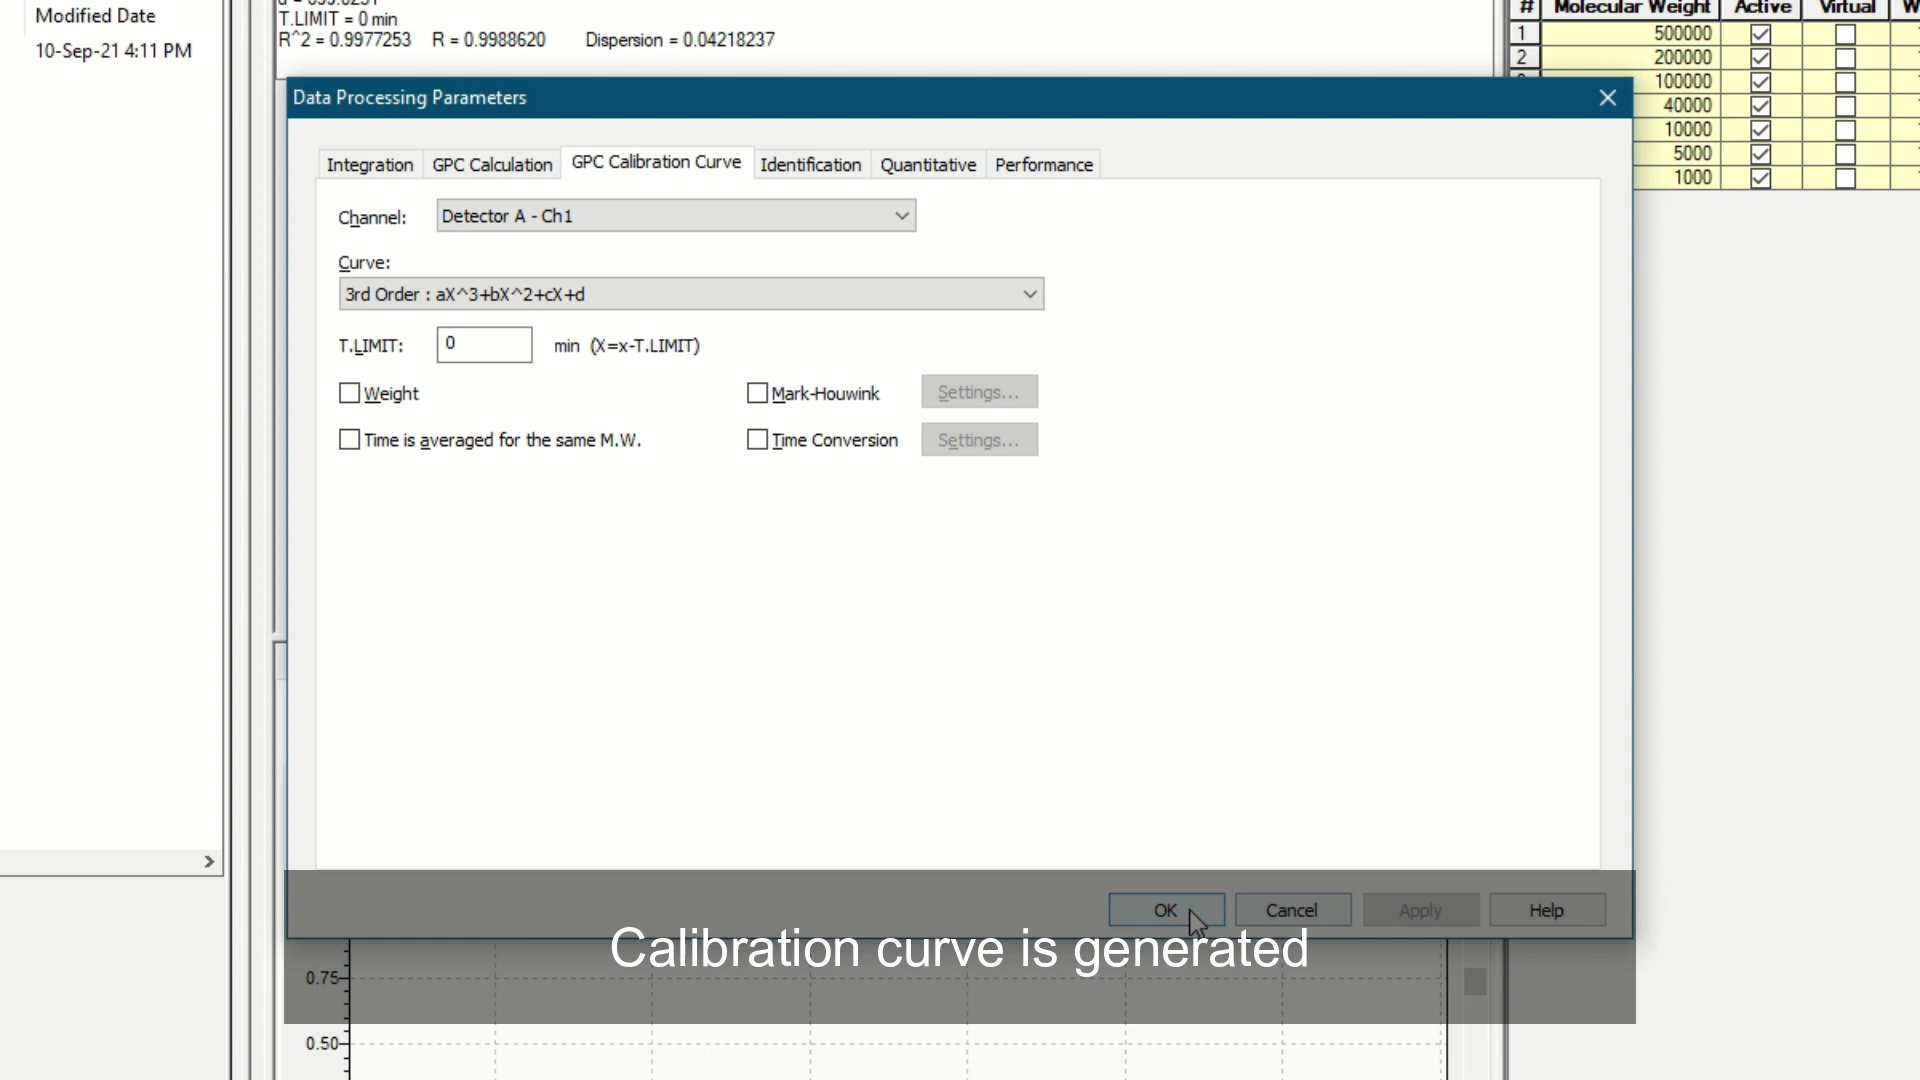 Modified Date
10-Sep-21 4:11 PM
T.LIMIT = 0 min
R^2 = 0.9977253 R = 0.9988620 Dispersion = 0.04218237
# Molecular Weight Active Virtual W
1 500000
2 200000
100000
40000
10000
5000
1000
Data Processing Parameters
Integration GPC Calculation GPC Calibration Curve Identification Quantitative Performance
Channel: Detector A - Ch1
Curve:
3rd Order : aX^3+bX^2+cX+d
T.LIMIT: 0 min (X=x-T.LIMIT)
Weight Mark-Houwink Settings...
Time is averaged for the same M.W. Time Conversion Settings...
OK Cancel Apply Help
Calibration curve is generated
0.75
0.50